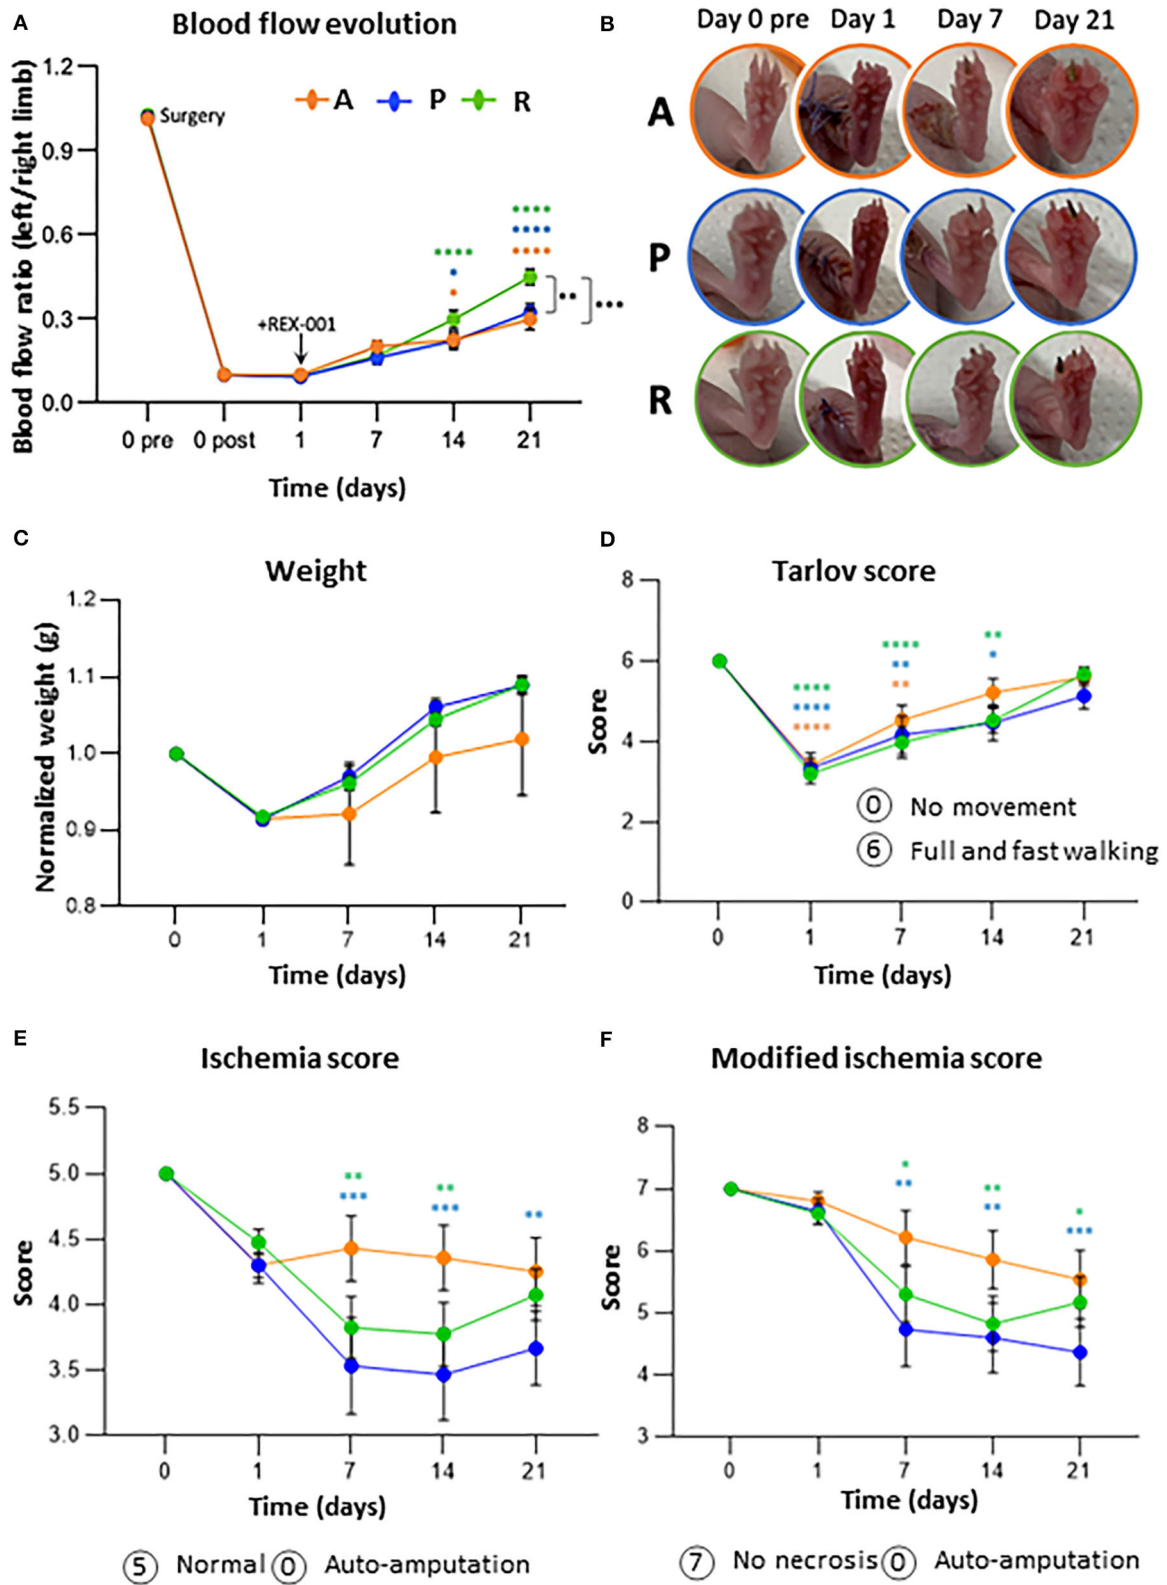 A
Blood flow evolution
Blood flow ratio (left/right limb)
1.2
0.9
0.6
0.3
0.0
A P R
Surgery
+REX-001
**** 
**** 
**** 
****
*
*
**
***
0 pre 0 post 1 7 14 21
Time (days)
B
Day 0 pre Day 1 Day 7 Day 21
A
P
R
C
Weight
Normalized weight (g)
1.2
1.1
1.0
0.9
0.8
0 1 7 14 21
Time (days)
D
Tarlov score
Score
8
6
4
2
0
****
****
****
****
**
**
**
*
0 No movement
6 Full and fast walking
0 1 7 14 21
Time (days)
E
Ischemia score
Score
5.5
5.0
4.5
4.0
3.5
3.0
**
***
**
***
**
0 1 7 14 21
Time (days)
5 Normal 0 Auto-amputation
F
Modified ischemia score
Score
8
7
6
5
4
3
*
**
**
**
*
***
0 1 7 14 21
Time (days)
7 No necrosis 0 Auto-amputation